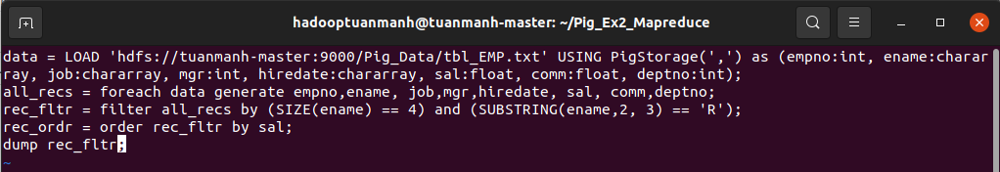 hadooptuanmanh@tuanmanh-master: ~/Pig_Ex2_Mapreduce
data = LOAD 'hdfs://tuanmanh-master:9000/Pig_Data/tbl_EMP.txt' USING PigStorage(',') as (empno:int, ename:charar
ray, job:chararray, mgr:int, hiredate:chararray, sal:float, comm:float, deptno:int);
all_recs = foreach data generate empno,ename, job,mgr,hiredate, sal, comm,deptno;
rec_fltr = filter all_recs by (SIZE(ename) == 4) and (SUBSTRING(ename,2, 3) == 'R');
rec_ordr = order rec_fltr by sal;
dump rec_fltr;
~